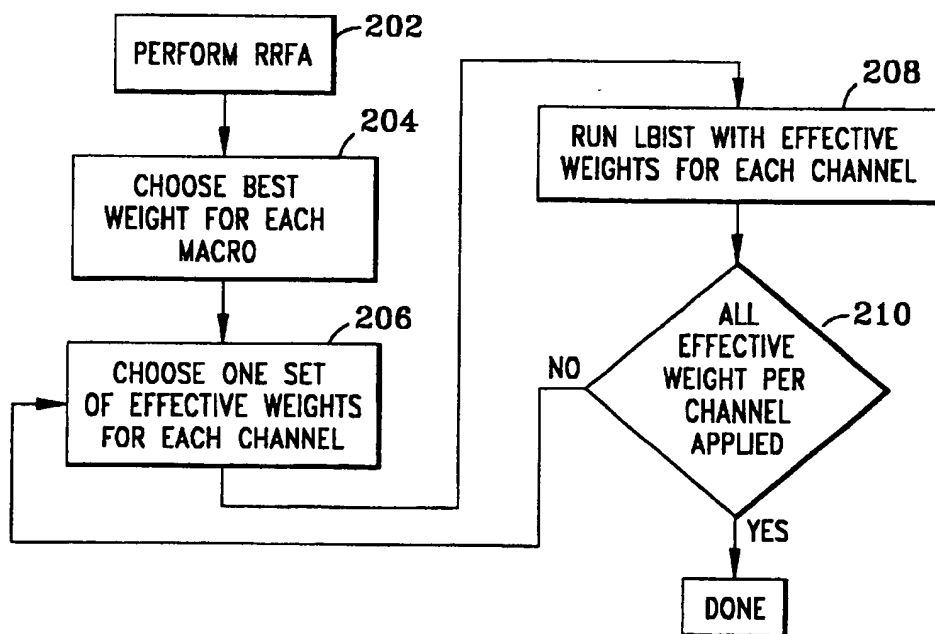 202
PERFORM RRFA
204
CHOOSE BEST
WEIGHT FOR EACH
MACRO
206
CHOOSE ONE SET
OF EFFECTIVE WEIGHTS
FOR EACH CHANNEL
208
RUN LBIST WITH EFFECTIVE
WEIGHTS FOR EACH CHANNEL
210
ALL
EFFECTIVE
WEIGHT PER
CHANNEL
APPLIED
NO
YES
DONE